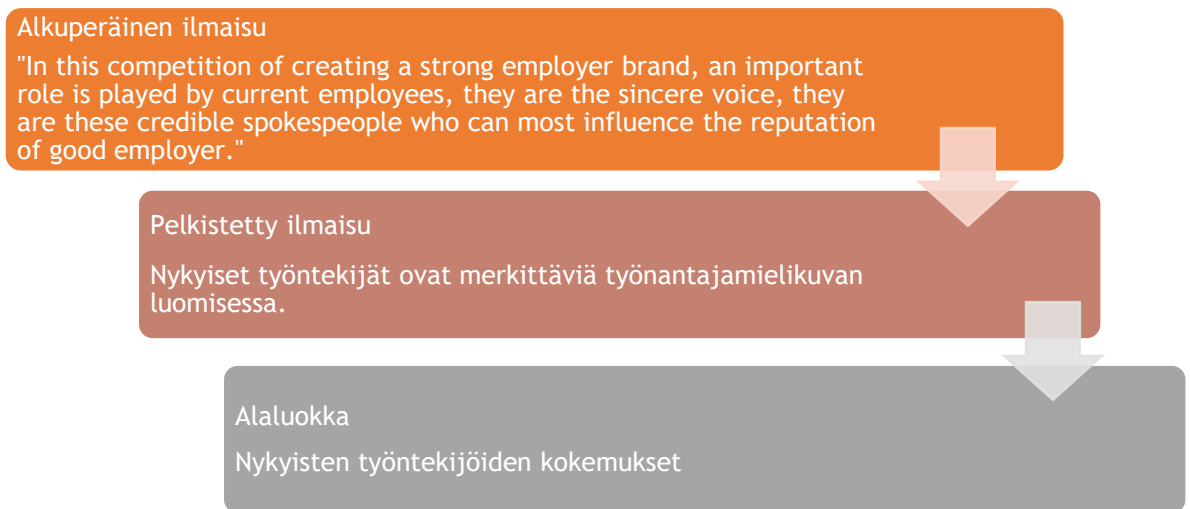 Alkuperäinen ilmaisu
"In this competition of creating a strong employer brand, an important
role is played by current employees, they are the sincere voice, they
are these credible spokespeople who can most influence the reputation
of good employer."
Pelkistetty ilmaisu
Nykyiset työntekijät ovat merkittäviä työnantajamielikuvan
luomisessa.
Alaluokka
Nykyisten työntekijöiden kokemukset